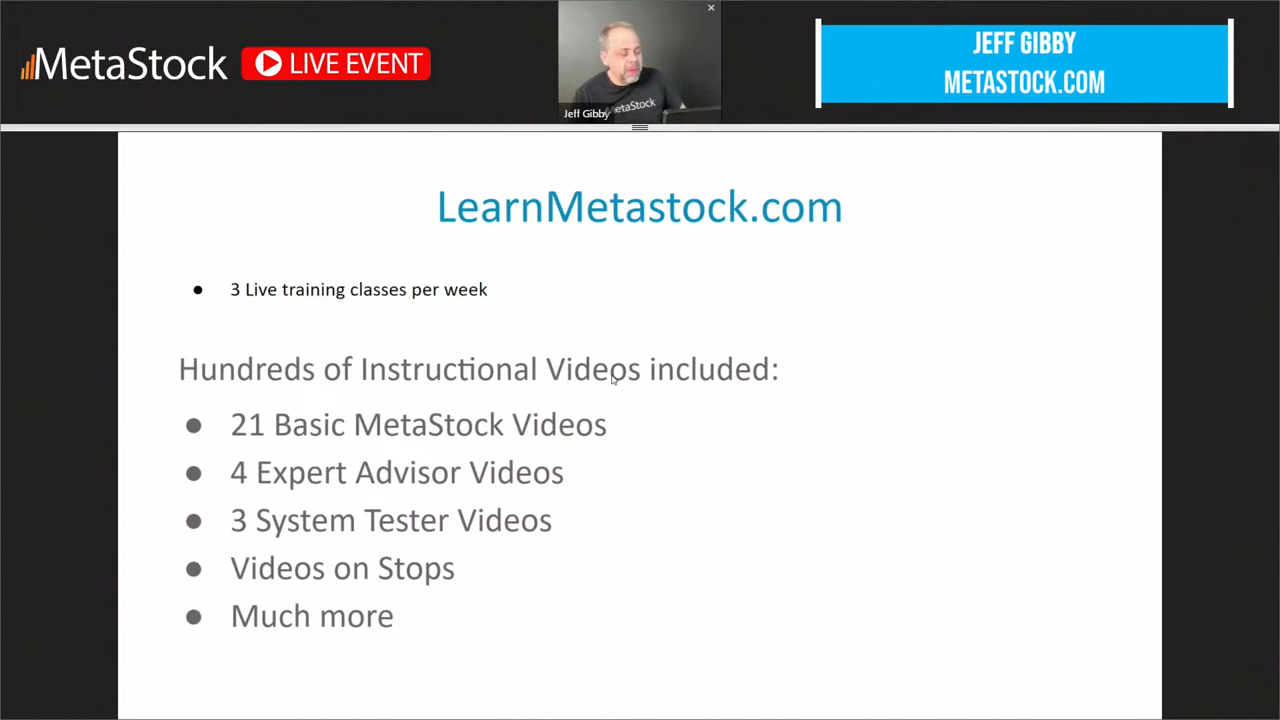 MetaStock
LIVE EVENT
MetaStock
Jeff Gibby
JEFF GIBBY
METASTOCK.COM
LearnMetastock.com
● 3 Live training classes per week
Hundreds of Instructional Videos included:
● 21 Basic MetaStock Videos
● 4 Expert Advisor Videos
● 3 System Tester Videos
● Videos on Stops
● Much more